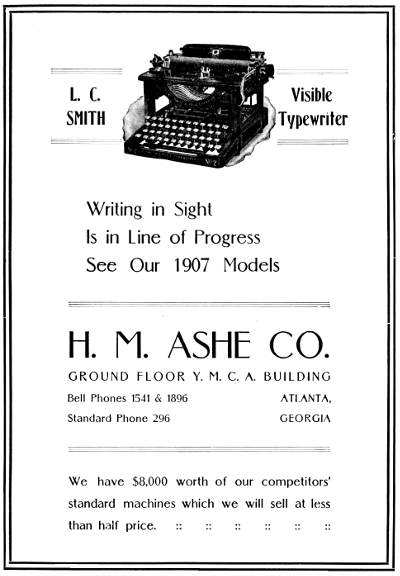 L. C.
SMITH
Visible
Typewriter
Writing in Sight
Is in Line of Progress
See Our 1907 Models
H. M. ASHE CO.
GROUND FLOOR Y. M. C. A. BUILDING
Bell Phones 1541 & 1896 ATLANTA,
Standard Phone 296 GEORGIA
We have $8,000 worth of our competitors'
standard machines which we will sell at less
than half price. :: :: :: :: :: ::